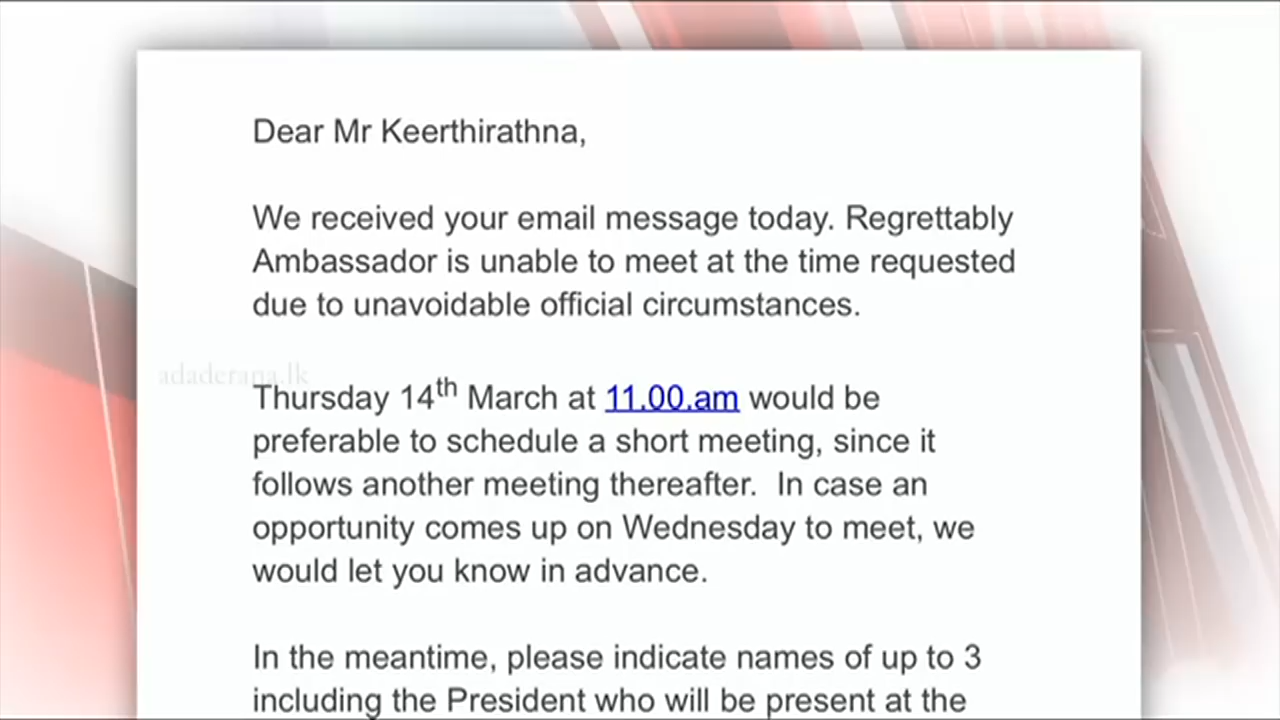 Dear Mr Keerthirathna,
We received your email message today. Regrettably
Ambassador is unable to meet at the time requested
due to unavoidable official circumstances.
adaderana.lk
Thursday 14th March at 11.00.am would be
preferable to schedule a short meeting, since it
follows another meeting thereafter.  In case an
opportunity comes up on Wednesday to meet, we
would let you know in advance.
In the meantime, please indicate names of up to 3
including the President who will be present at the